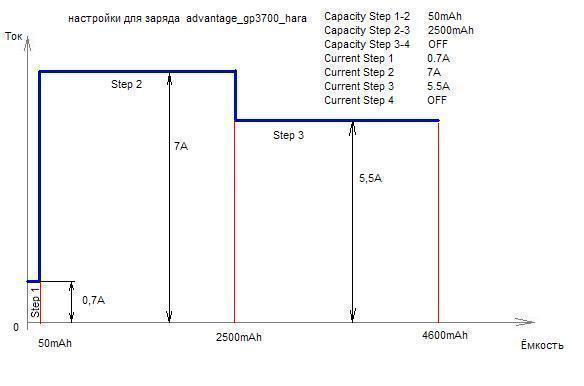 настройки для заряда advantage_gp3700_hara
Capacity Step 1-2 50mAh
Capacity Step 2-3 2500mAh
Capacity Step 3-4 OFF
Current Step 1 0.7A
Current Step 2 7A
Current Step 3 5.5A
Current Step 4 OFF
Ток
Step 2
Step 3
7A
5,5A
Step 1
0,7A
0
50mAh
2500mAh
4600mAh
Ёмкость